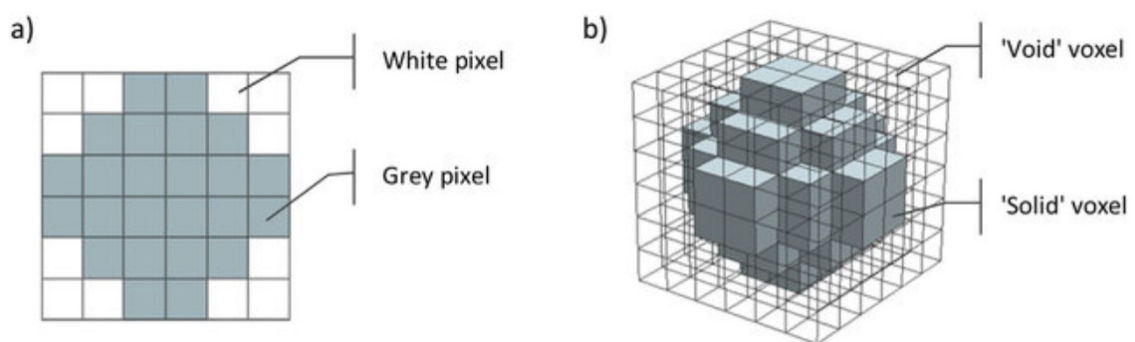 a)
White pixel
Grey pixel
b)
'Void' voxel
'Solid' voxel